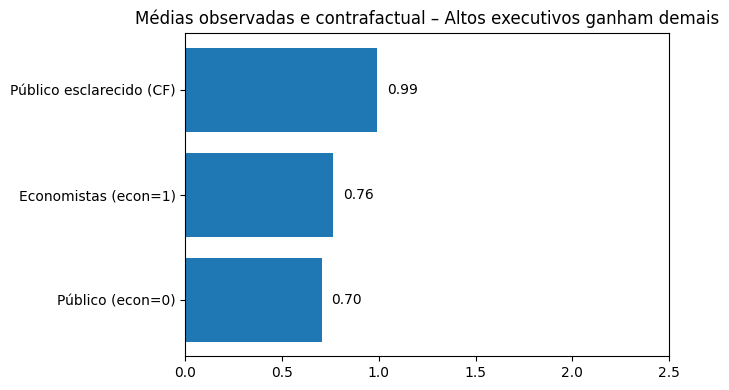 Médias observadas e contrafactual – Altos executivos ganham demais
Público esclarecido (CF)
0.99
Economistas (econ=1)
0.76
Público (econ=0)
0.70
0.0 0.5 1.0 1.5 2.0 2.5